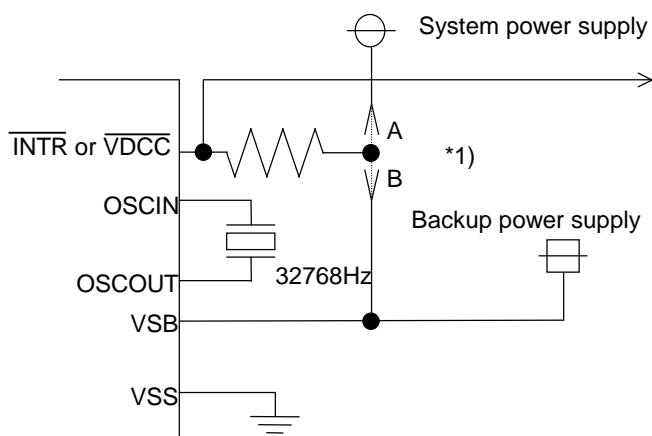 System power supply
A
INTR or VDCC
*1)
B
OSCIN
Backup power supply
OSCOUT
32768Hz
VSB
VSS